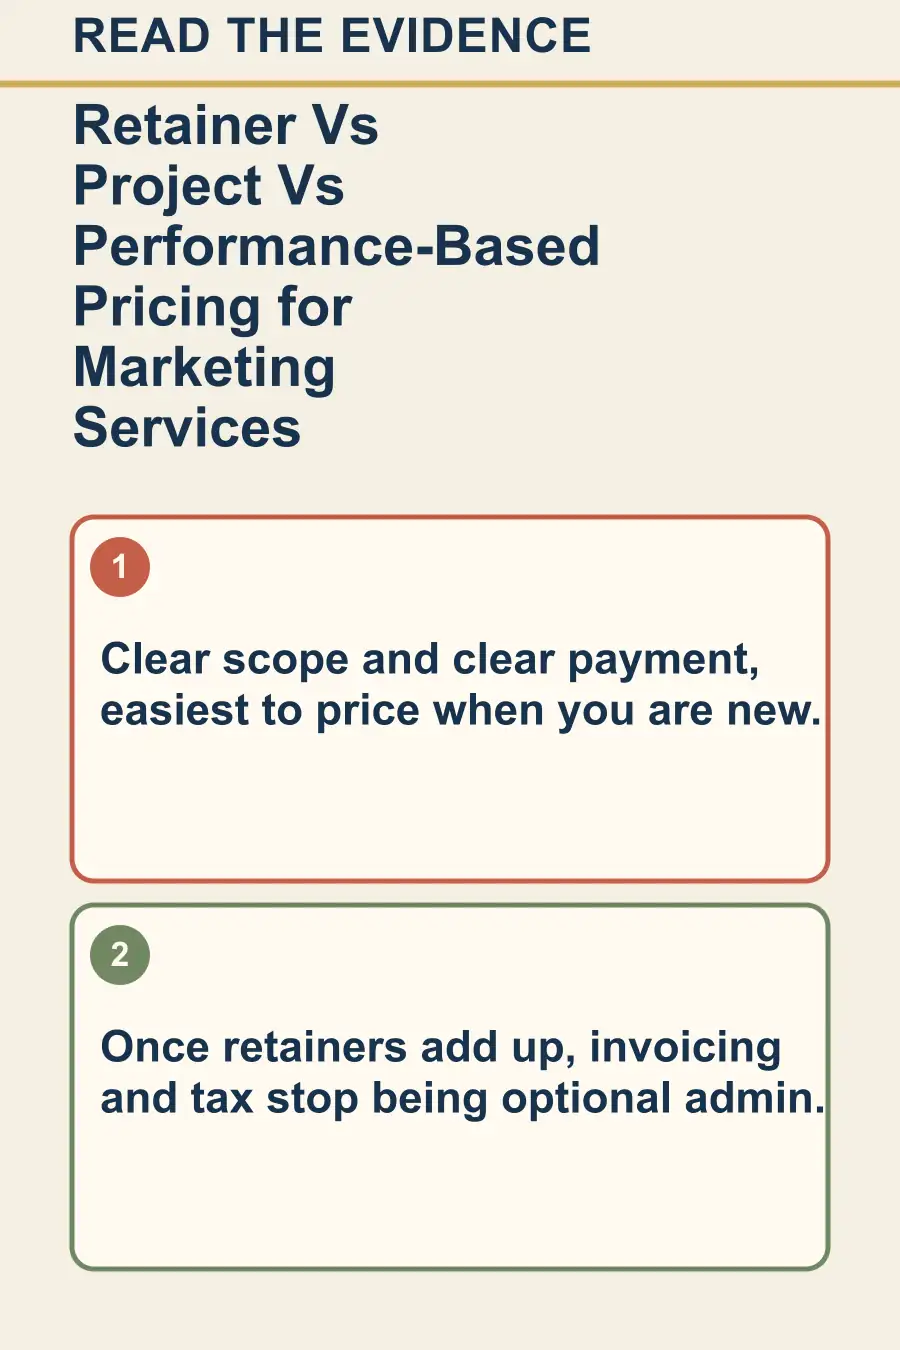 READ THE EVIDENCE
Retainer Vs
Project Vs
Performance-Based
Pricing for
Marketing
Services
1
Clear scope and clear payment,
easiest to price when you are new.
2
Once retainers add up, invoicing
and tax stop being optional admin.